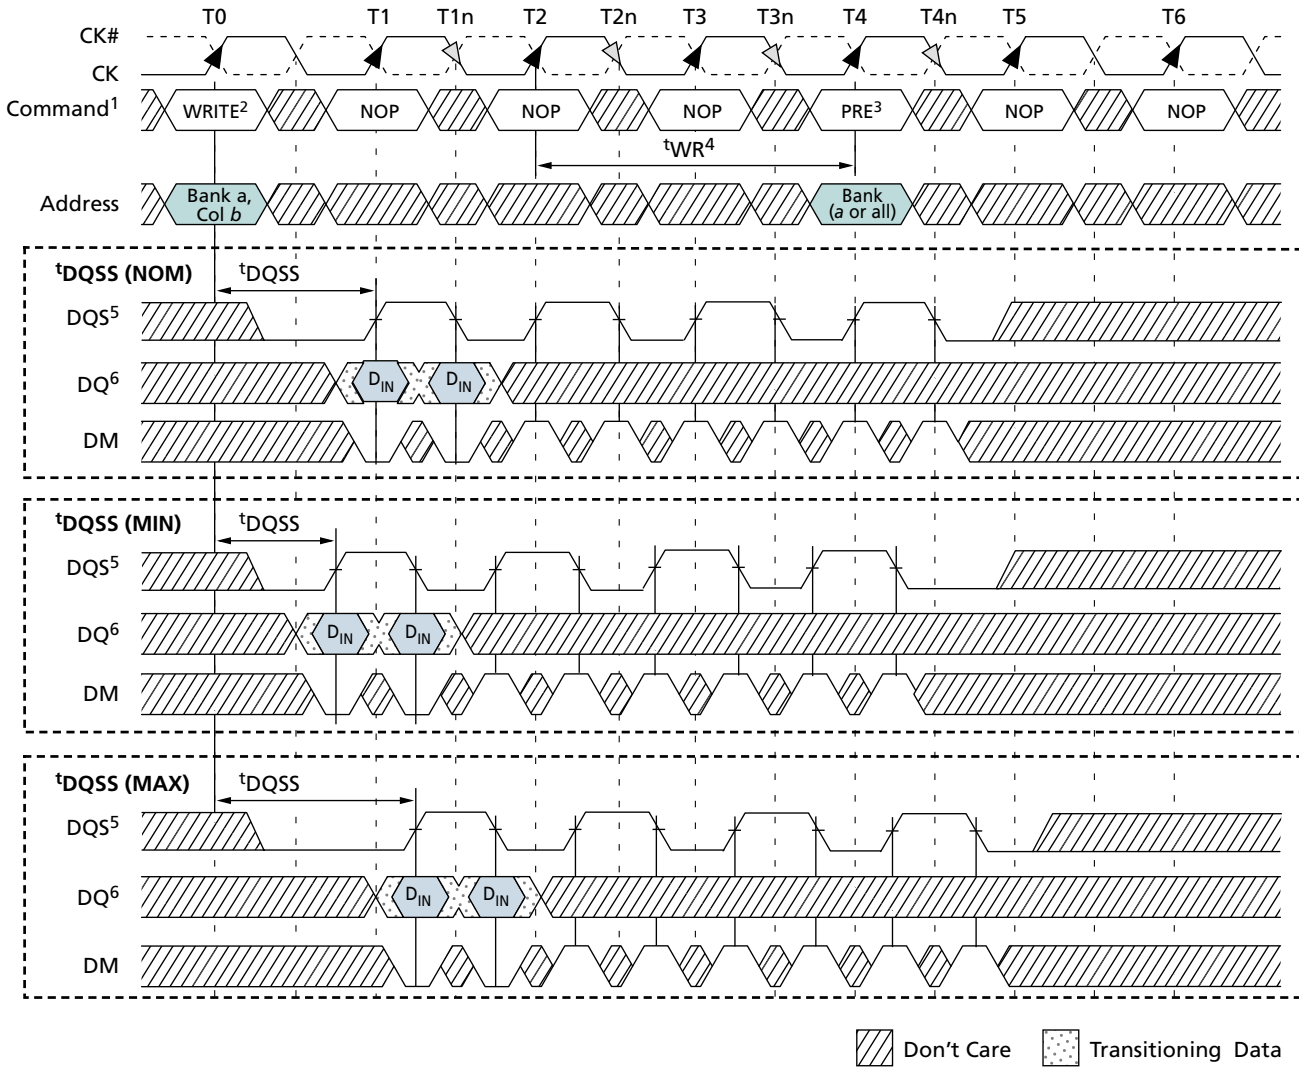 T0 T1 T1n T2 T2n T3 T3n T4 T4n T5 T6
CK#
CK
Command1 WRITE2 NOP NOP NOP PRE3 NOP NOP
tWR4
Address Bank a, Col b Bank (a or all)
tDQSS (NOM) tDQSS
DQS5
DQ6 DIN DIN
DM
tDQSS (MIN) tDQSS
DQS5
DQ6 DIN DIN
DM
tDQSS (MAX) tDQSS
DQS5
DQ6 DIN DIN
DM
Don't Care Transitioning Data